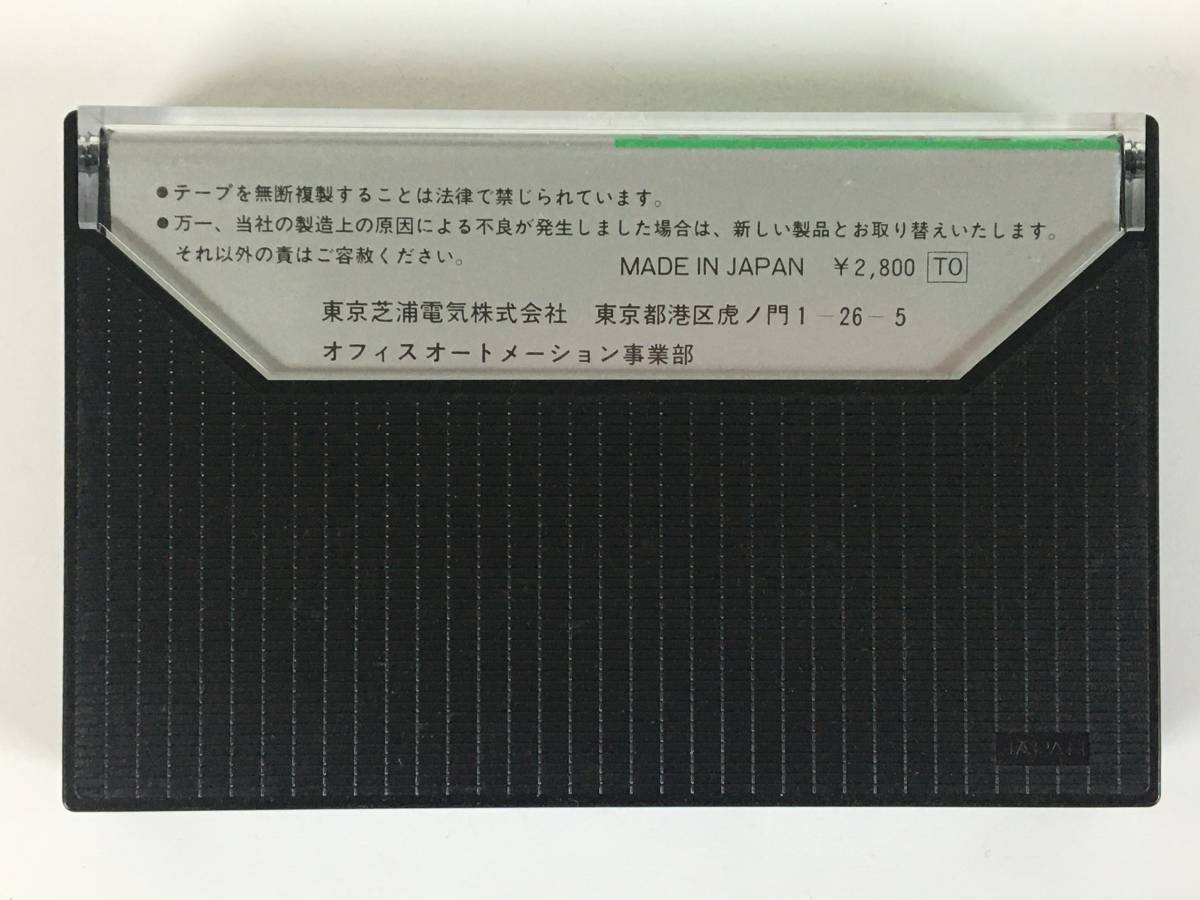 ●テープを無断複製することは法律で禁じられています。
●万一、当社の製造上の原因による不良が発生しました場合は、新しい製品とお取り替えいたします。
それ以外の責はご容赦ください。
MADE IN JAPAN ¥2,800 TO
東京芝浦電気株式会社 東京都港区虎ノ門1-26-5
オフィスオートメーション事業部
JAPAN